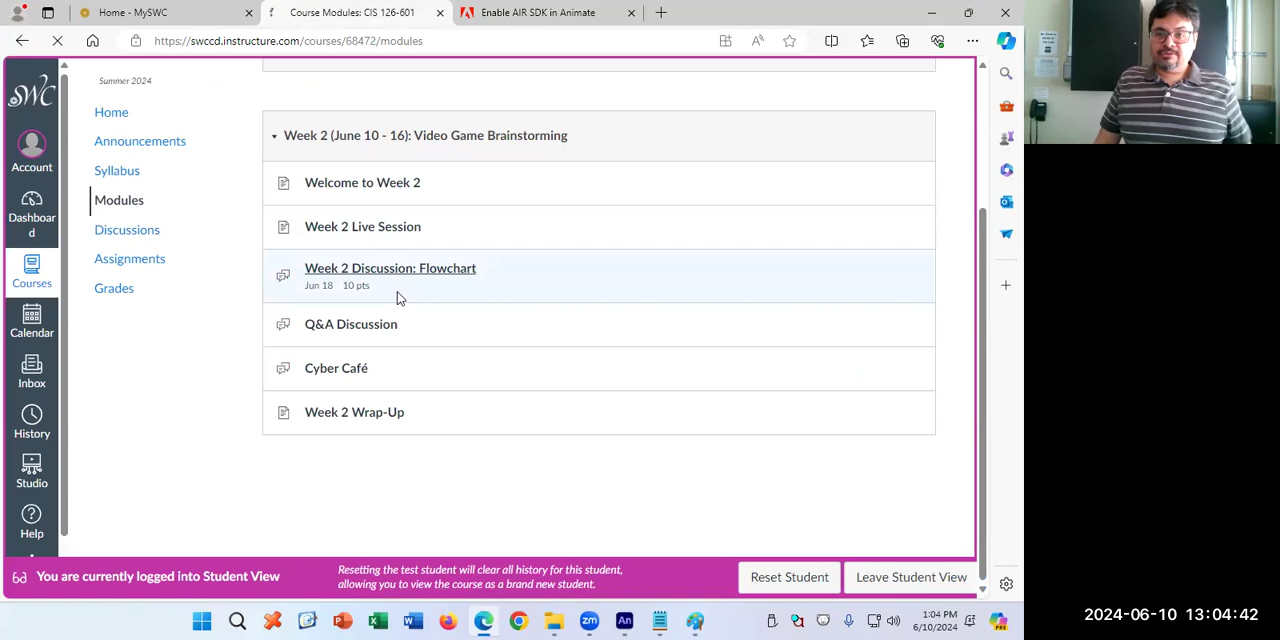 Home - MySWC
Course Modules: CIS 126-601
Enable AIR SDK in Animate
https://swccd.instructure.com/courses/68472/modules
SWC
Account
Dashboar
d
Courses
Calendar
Inbox
History
Studio
Help
Summer 2024
Home
Announcements
Syllabus
Modules
Discussions
Assignments
Grades
Week 2 (June 10 - 16): Video Game Brainstorming
Welcome to Week 2
Week 2 Live Session
Week 2 Discussion: Flowchart
Jun 18 10 pts
Q&A Discussion
Cyber Café
Week 2 Wrap-Up
You are currently logged into Student View
Resetting the test student will clear all history for this student,
allowing you to view the course as a brand new student.
Reset Student
Leave Student View
1:04 PM
6/10/2024
2024-06-10 13:04:42